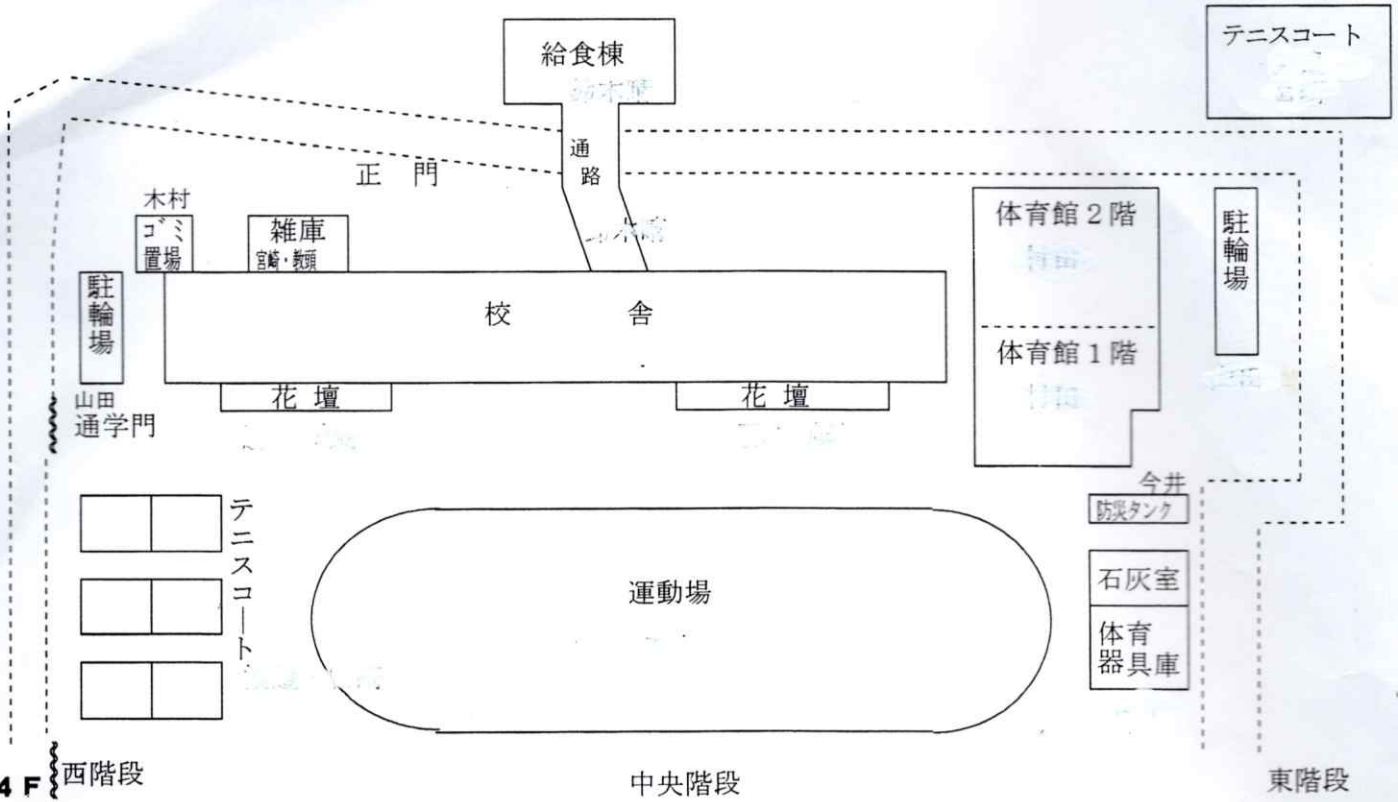 給食棟
テニスコート
通路
正門
木村
ゴミ
置場
雑庫
宮崎・教頭
体育館2階
駐輪場
駐輪場
校舎
体育館1階
花壇
花壇
山田
通学門
今井
防災タンク
テニスコート
運動場
石灰室
体育
器具庫
西階段
中央階段
東階段
4F